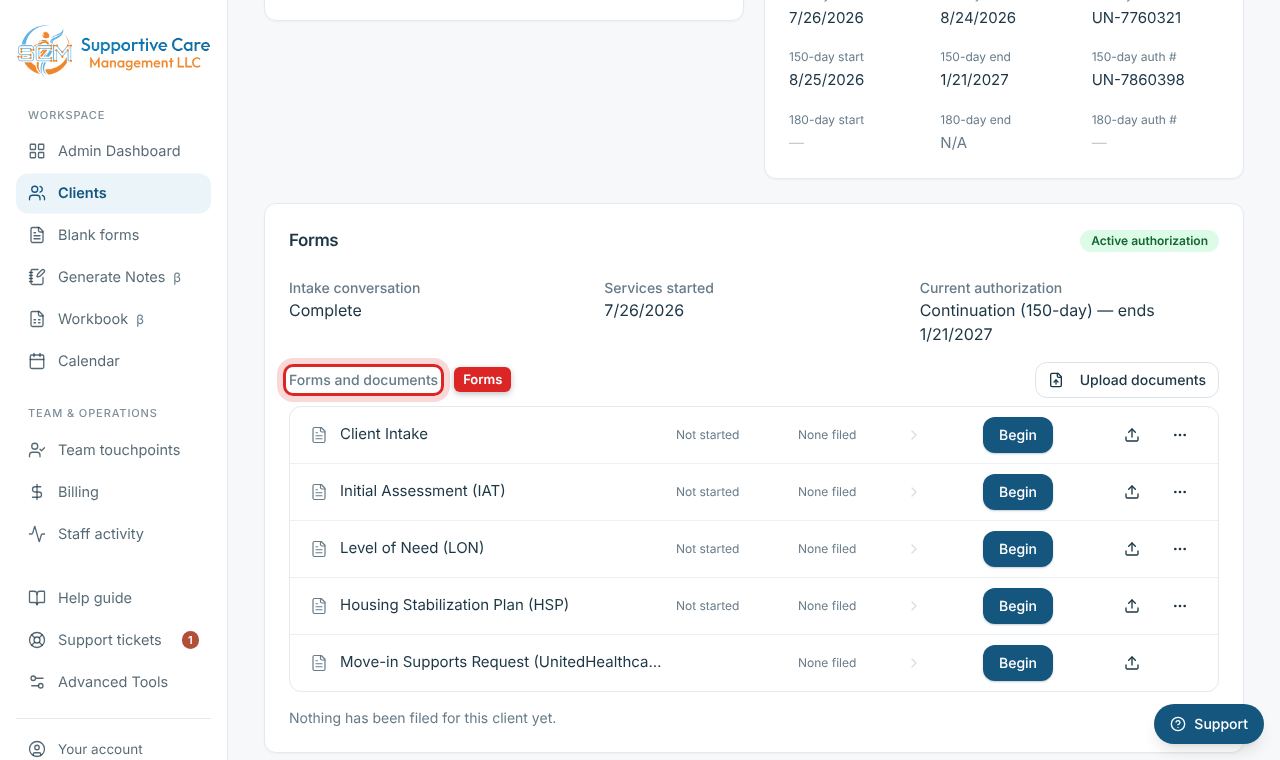 SCM
Supportive Care
Management LLC
WORKSPACE
Admin Dashboard
Clients
Blank forms
Generate Notes β
Workbook β
Calendar
TEAM & OPERATIONS
Team touchpoints
Billing
Staff activity
Help guide
Support tickets 1
Advanced Tools
Your account
7/26/2026 8/24/2026 UN-7760321
150-day start 150-day end 150-day auth #
8/25/2026 1/21/2027 UN-7860398
180-day start 180-day end 180-day auth #
— N/A —
Forms Active authorization
Intake conversation Services started Current authorization
Complete 7/26/2026 Continuation (150-day) — ends
1/21/2027
Forms and documents Forms Upload documents
Client Intake Not started None filed Begin
Initial Assessment (IAT) Not started None filed Begin
Level of Need (LON) Not started None filed Begin
Housing Stabilization Plan (HSP) Not started None filed Begin
Move-in Supports Request (UnitedHealthca... None filed Begin
Nothing has been filed for this client yet.
Support